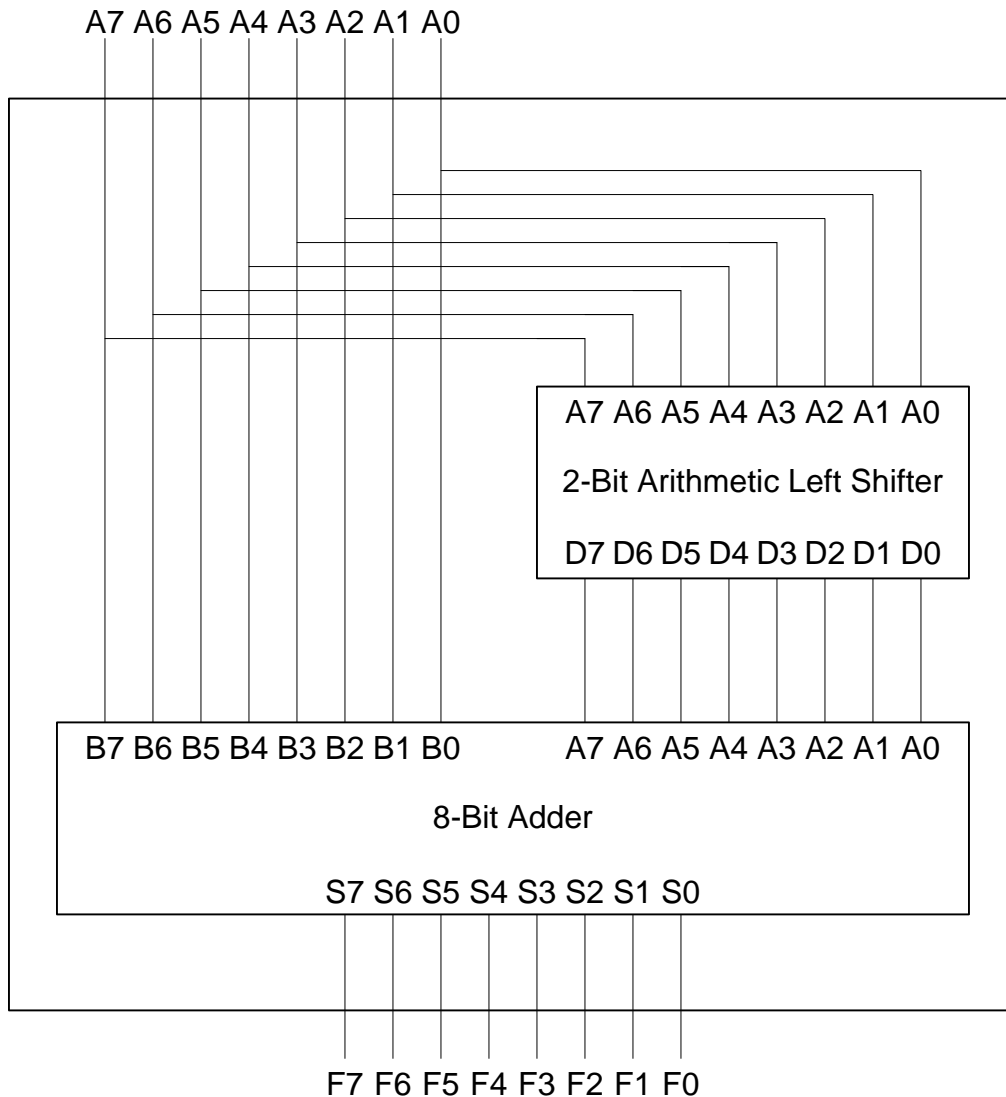 A7 A6 A5 A4 A3 A2 A1 A0
A7 A6 A5 A4 A3 A2 A1 A0
2-Bit Arithmetic Left Shifter
D7 D6 D5 D4 D3 D2 D1 D0
B7 B6 B5 B4 B3 B2 B1 B0 A7 A6 A5 A4 A3 A2 A1 A0
8-Bit Adder
S7 S6 S5 S4 S3 S2 S1 S0
F7 F6 F5 F4 F3 F2 F1 F0